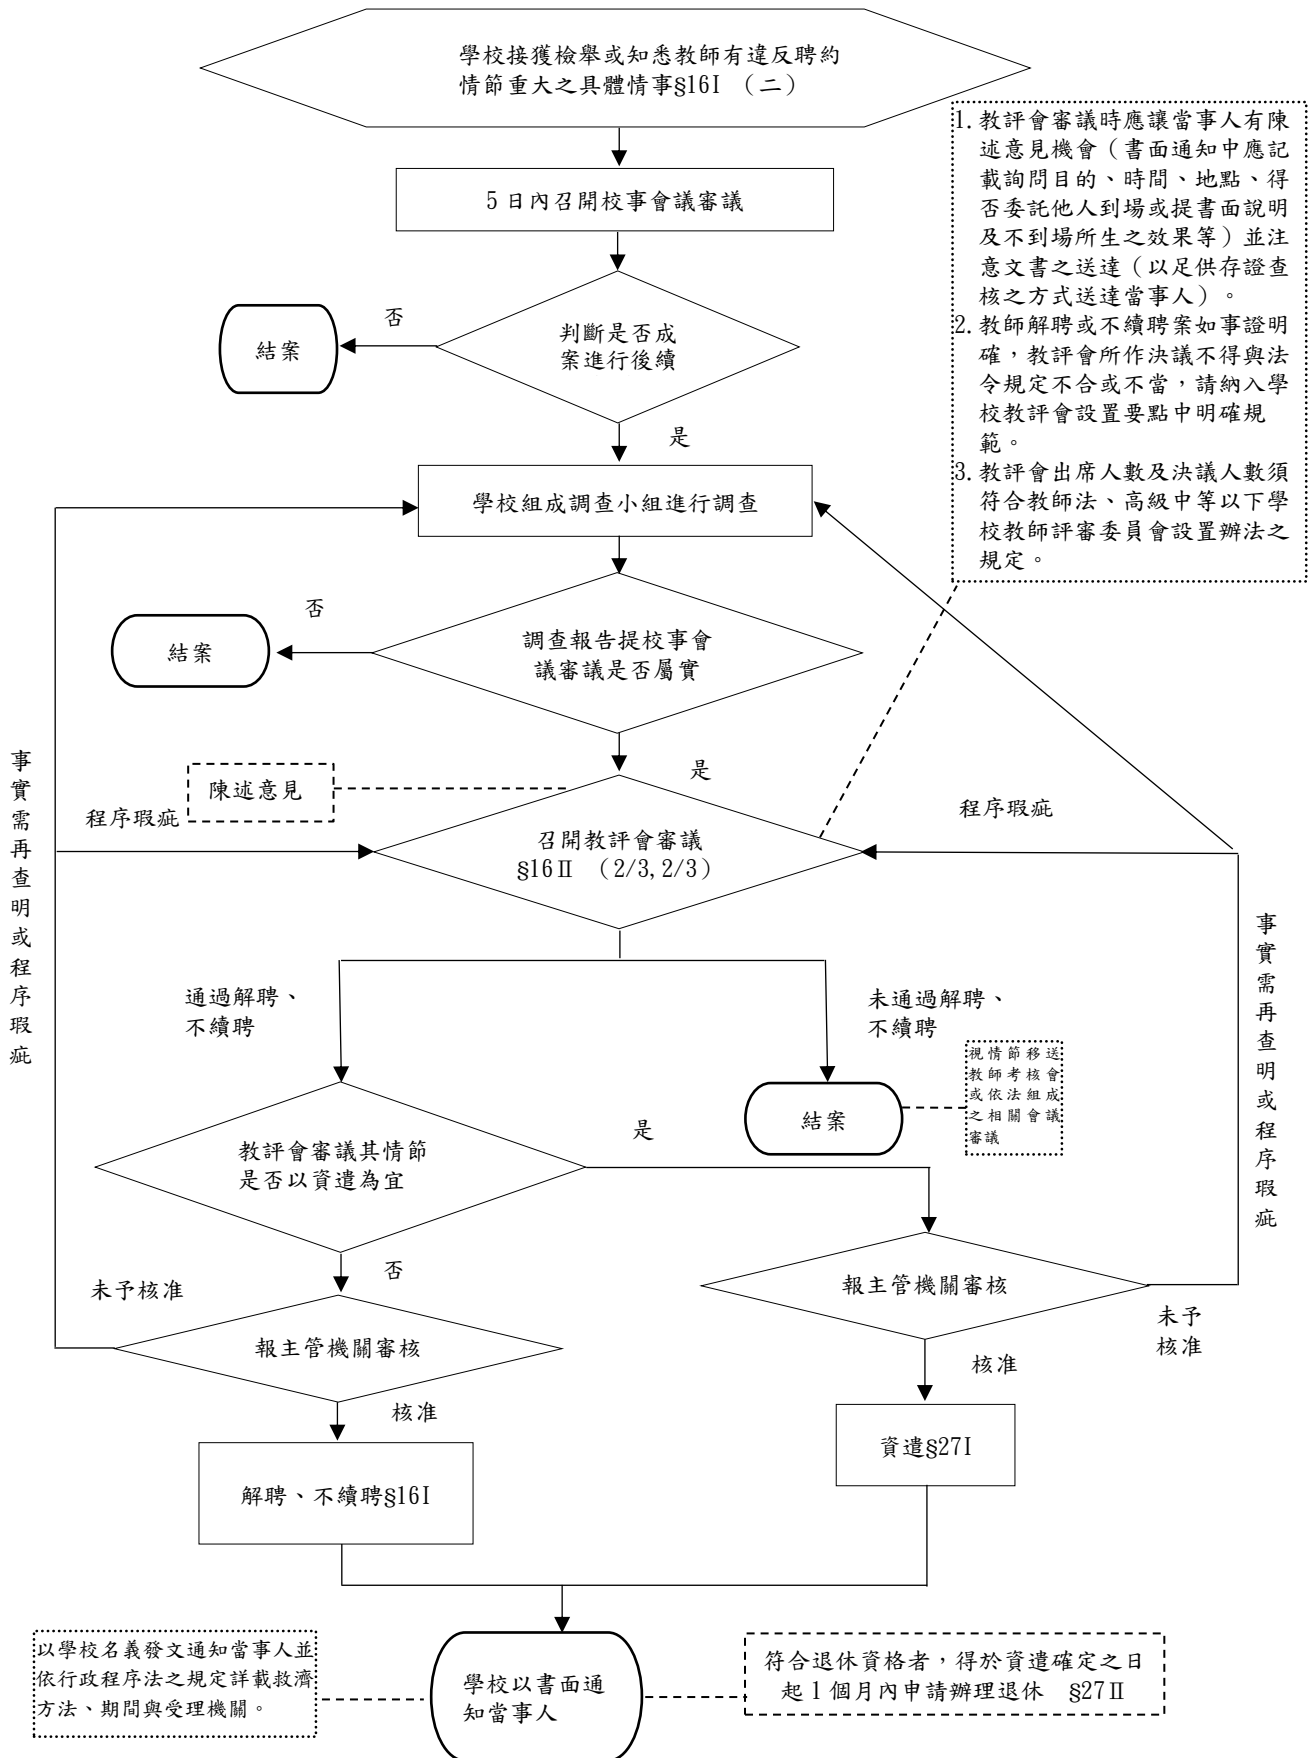 學校接獲檢舉或知悉教師有違反聘約
情節重大之具體情事§16I （二）
5 日內召開校事會議審議
1. 教評會審議時應讓當事人有陳
述意見機會（書面通知中應記
載詢問目的、時間、地點、得
否委託他人到場或提書面說明
及不到場所生之效果等）並注
意文書之送達（以足供存證查
核之方式送達當事人）。
2. 教師解聘或不續聘案如事證明
確，教評會所作決議不得與法
令規定不合或不當，請納入學
校教評會設置要點中明確規
範。
3. 教評會出席人數及決議人數須
符合教師法、高級中等以下學
校教師評審委員會設置辦法之
規定。
判斷是否成
案進行後續
否
結案
是
學校組成調查小組進行調查
調查報告提校事會
議審議是否屬實
否
結案
是
陳述意見
召開教評會審議
§16Ⅱ （2/3,2/3）
程序瑕疵
程序瑕疵
事實需再查明或程序瑕疵
事實需再查明或程序瑕疵
通過解聘、
不續聘
未通過解聘、
不續聘
結案
視情節移送
教師考核會
或依法組成
之相關會議
審議
教評會審議其情節
是否以資遣為宜
是
否
報主管機關審核
未予
核准
核准
資遣§27I
報主管機關審核
未予核准
核准
解聘、不續聘§16I
學校以書面通
知當事人
以學校名義發文通知當事人並
依行政程序法之規定詳載救濟
方法、期間與受理機關。
符合退休資格者，得於資遣確定之日
起 1 個月內申請辦理退休 §27Ⅱ